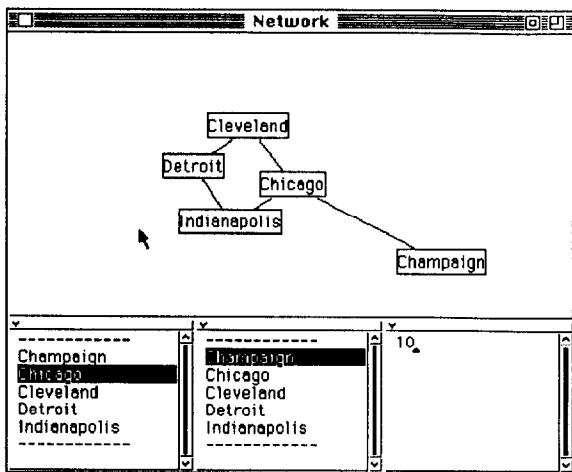 Network
Cleveland
Detroit
Chicago
Indianapolis
Champaign
-------------
Champaign
Chicago
Cleveland
Detroit
Indianapolis
-------------
-------------
Champaign
Chicago
Cleveland
Detroit
Indianapolis
-------------
10